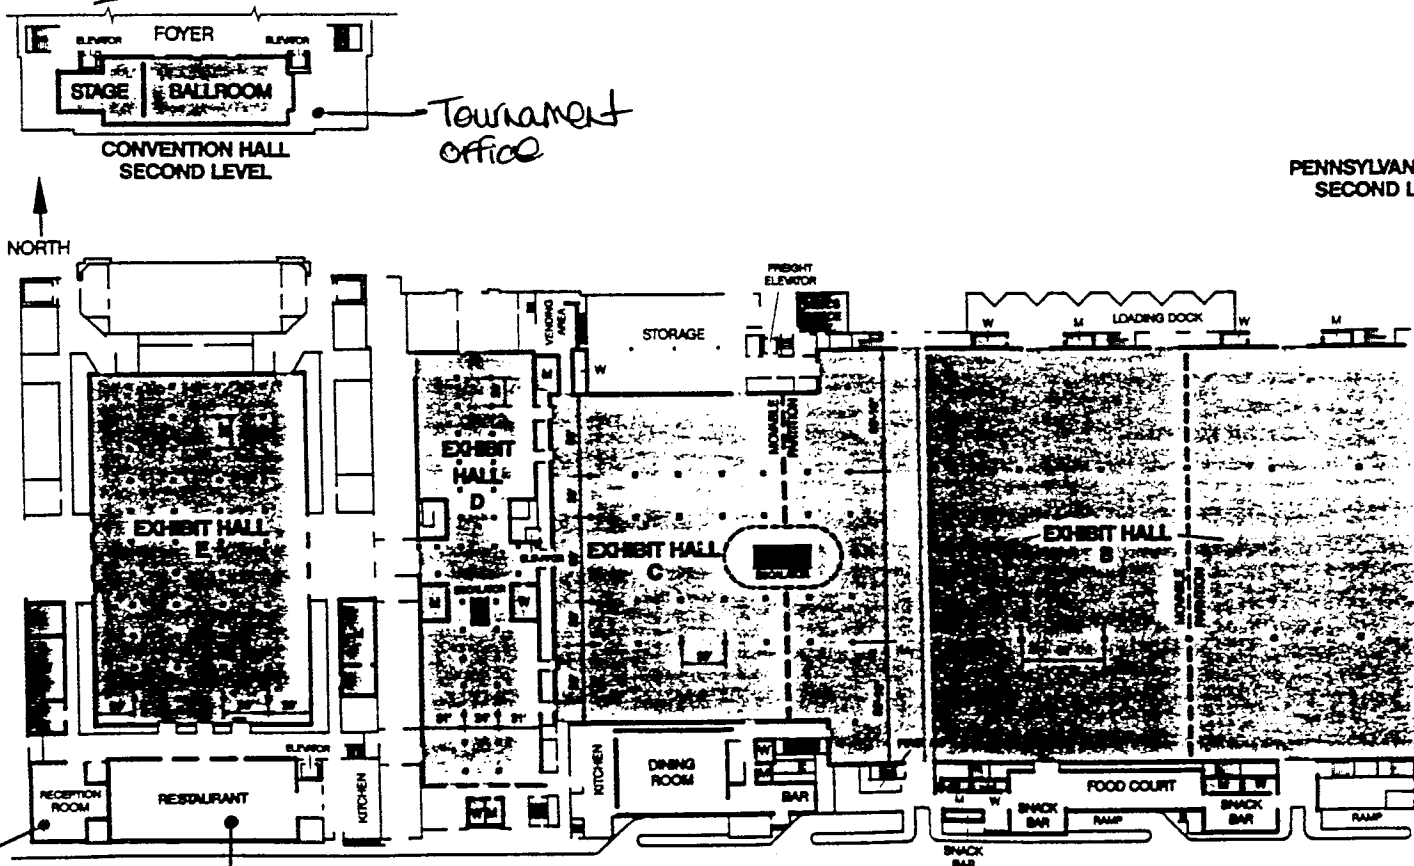 FOYER
ELEVATOR
ELEVATOR
STAGE
BALLROOM
Tournament
office
CONVENTION HALL
SECOND LEVEL
PENNSYLVAN
SECOND L
NORTH
FREIGHT
ELEVATOR
VENDING
AREA
STORAGE
LOADING DOCK
W
M
W
M
M
W
MOVABLE
PARTITION
EXHIBIT
HALL
D
EXHIBIT HALL
E
EXHIBIT HALL
C
EXHIBIT HALL
B
ELEVATOR
ESCALATOR
M
W
MOVABLE
PARTITION
ELEVATOR
RECEPTION
ROOM
RESTAURANT
KITCHEN
W
M
KITCHEN
DINING
ROOM
W
BAR
M
W
FOOD COURT
M
W
SNACK
BAR
RAMP
SNACK
BAR
RAMP
SNACK
BAR